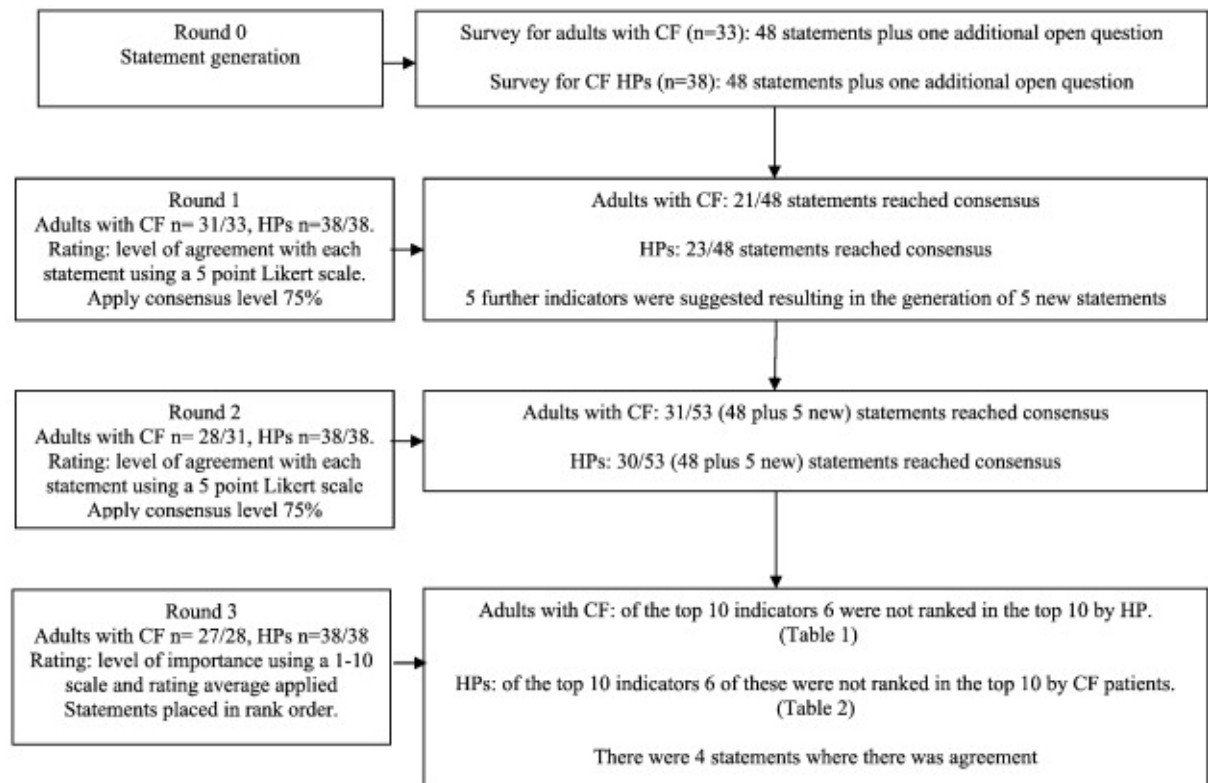 Round 0
Statement generation
Survey for adults with CF (n=33): 48 statements plus one additional open question
Survey for CF HPs (n=38): 48 statements plus one additional open question
Round 1
Adults with CF n= 31/33, HPs n=38/38.
Rating: level of agreement with each
statement using a 5 point Likert scale.
Apply consensus level 75%
Adults with CF: 21/48 statements reached consensus
HPs: 23/48 statements reached consensus
5 further indicators were suggested resulting in the generation of 5 new statements
Round 2
Adults with CF n= 28/31, HPs n=38/38.
Rating: level of agreement with each
statement using a 5 point Likert scale
Apply consensus level 75%
Adults with CF: 31/53 (48 plus 5 new) statements reached consensus
HPs: 30/53 (48 plus 5 new) statements reached consensus
Round 3
Adults with CF n= 27/28, HPs n=38/38
Rating: level of importance using a 1-10
scale and rating average applied
Statements placed in rank order.
Adults with CF: of the top 10 indicators 6 were not ranked in the top 10 by HP.
(Table 1)
HPs: of the top 10 indicators 6 of these were not ranked in the top 10 by CF patients.
(Table 2)
There were 4 statements where there was agreement